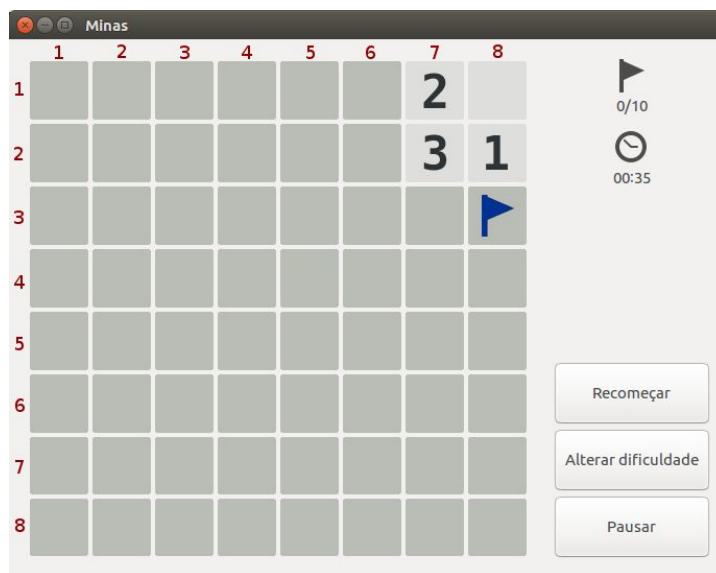 Minas
1 2 3 4 5 6 7 8
1 2
0/10
2 3 1
00:35
3
4
5
6
Recomeçar
7
Alterar dificuldade
8
Pausar